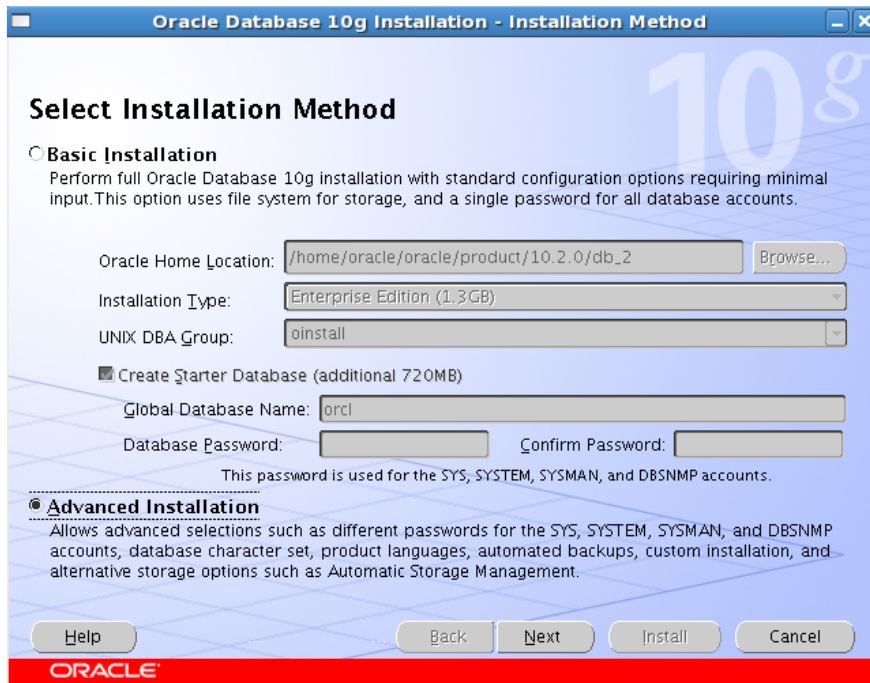 Oracle Database 10g Installation - Installation Method
10g
Select Installation Method
Basic Installation
Perform full Oracle Database 10g installation with standard configuration options requiring minimal
input.This option uses file system for storage, and a single password for all database accounts.
Oracle Home Location: /home/oracle/oracle/product/10.2.0/db_2 Browse...
Installation Type: Enterprise Edition (1.3GB)
UNIX DBA Group: oinstall
Create Starter Database (additional 720MB)
Global Database Name: orcl
Database Password: Confirm Password:
This password is used for the SYS, SYSTEM, SYSMAN, and DBSNMP accounts.
Advanced Installation
Allows advanced selections such as different passwords for the SYS, SYSTEM, SYSMAN, and DBSNMP
accounts, database character set, product languages, automated backups, custom installation, and
alternative storage options such as Automatic Storage Management.
Help Back Next Install Cancel
ORACLE